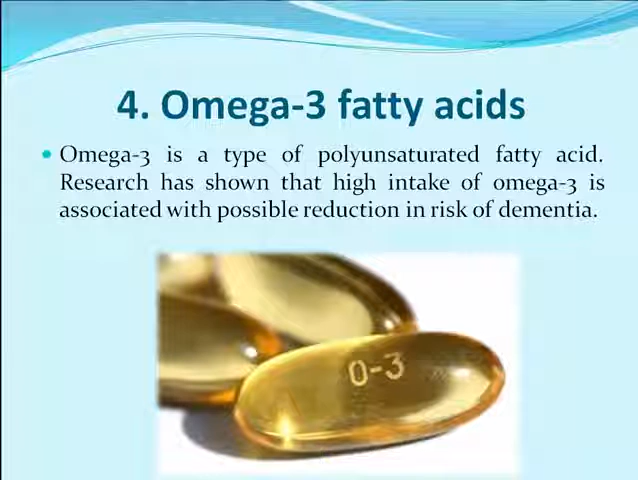 4. Omega-3 fatty acids
Omega-3 is a type of polyunsaturated fatty acid.
Research has shown that high intake of omega-3 is
associated with possible reduction in risk of dementia.
O-3